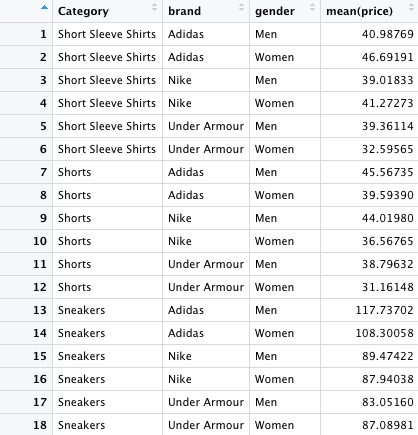 Category brand gender mean(price)
1 Short Sleeve Shirts Adidas Men 40.98769
2 Short Sleeve Shirts Adidas Women 46.69191
3 Short Sleeve Shirts Nike Men 39.01833
4 Short Sleeve Shirts Nike Women 41.27273
5 Short Sleeve Shirts Under Armour Men 39.36114
6 Short Sleeve Shirts Under Armour Women 32.59565
7 Shorts Adidas Men 45.56735
8 Shorts Adidas Women 39.59390
9 Shorts Nike Men 44.01980
10 Shorts Nike Women 36.56765
11 Shorts Under Armour Men 38.79632
12 Shorts Under Armour Women 31.16148
13 Sneakers Adidas Men 117.73702
14 Sneakers Adidas Women 108.30058
15 Sneakers Nike Men 89.47422
16 Sneakers Nike Women 87.94038
17 Sneakers Under Armour Men 83.05160
18 Sneakers Under Armour Women 87.08981